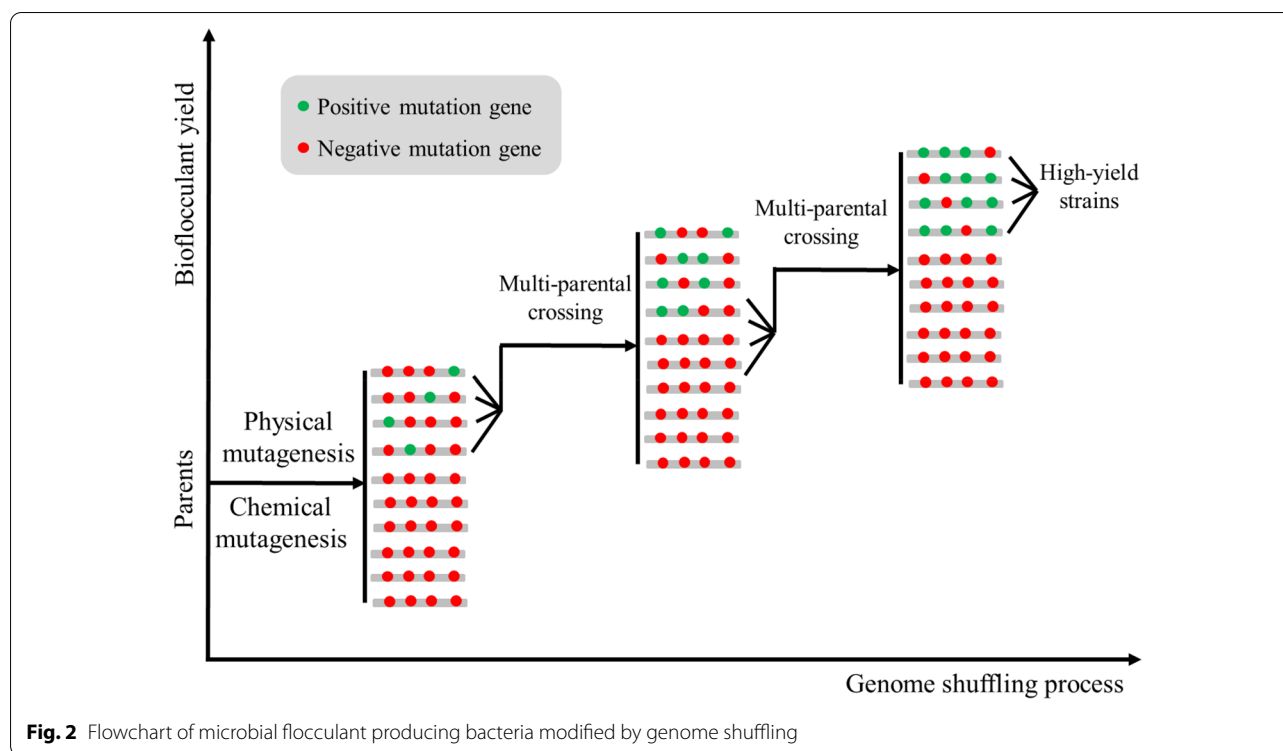 Bioflocculant yield
Parents
Positive mutation gene
Negative mutation gene
Physical
mutagenesis
Chemical
mutagenesis
Multi-parental
crossing
Multi-parental
crossing
High-yield
strains
Genome shuffling process
Fig. 2 Flowchart of microbial flocculant producing bacteria modified by genome shuffling